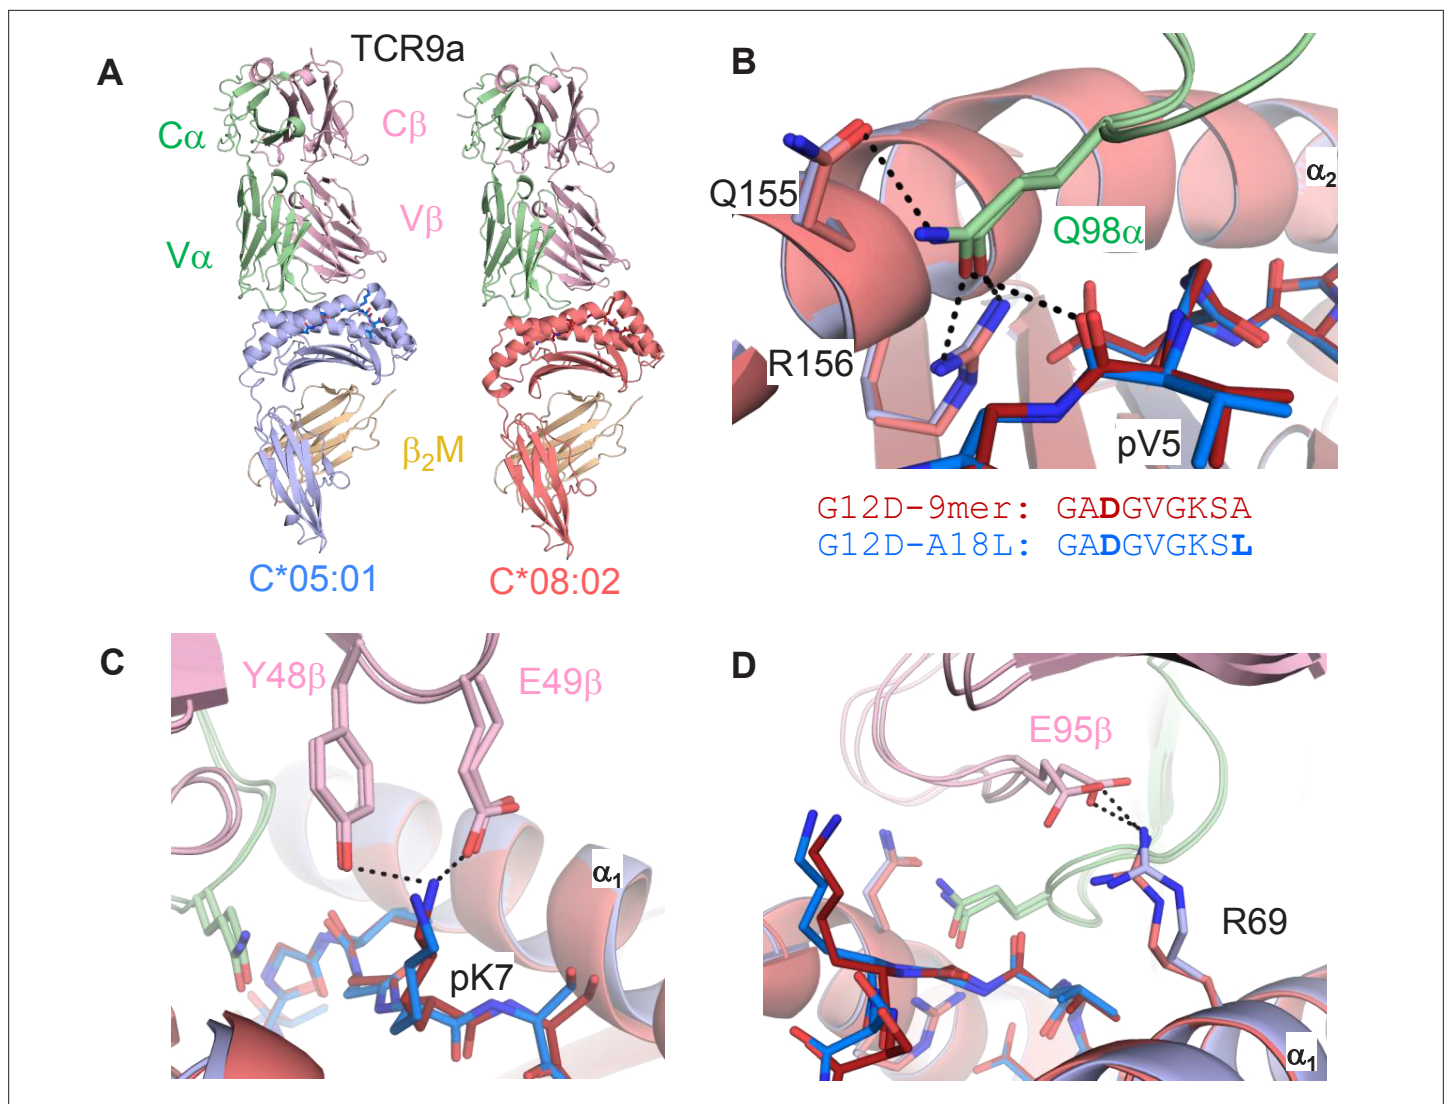 A
TCR9a
Cα
Cβ
Vα
Vβ
β2M
C*05:01
C*08:02
B
Q155
Q98α
α2
R156
pV5
G12D-9mer: GADGVGKSA
G12D-A18L: GADGVGKSL
C
Y48β
E49β
α1
pK7
D
E95β
R69
α1